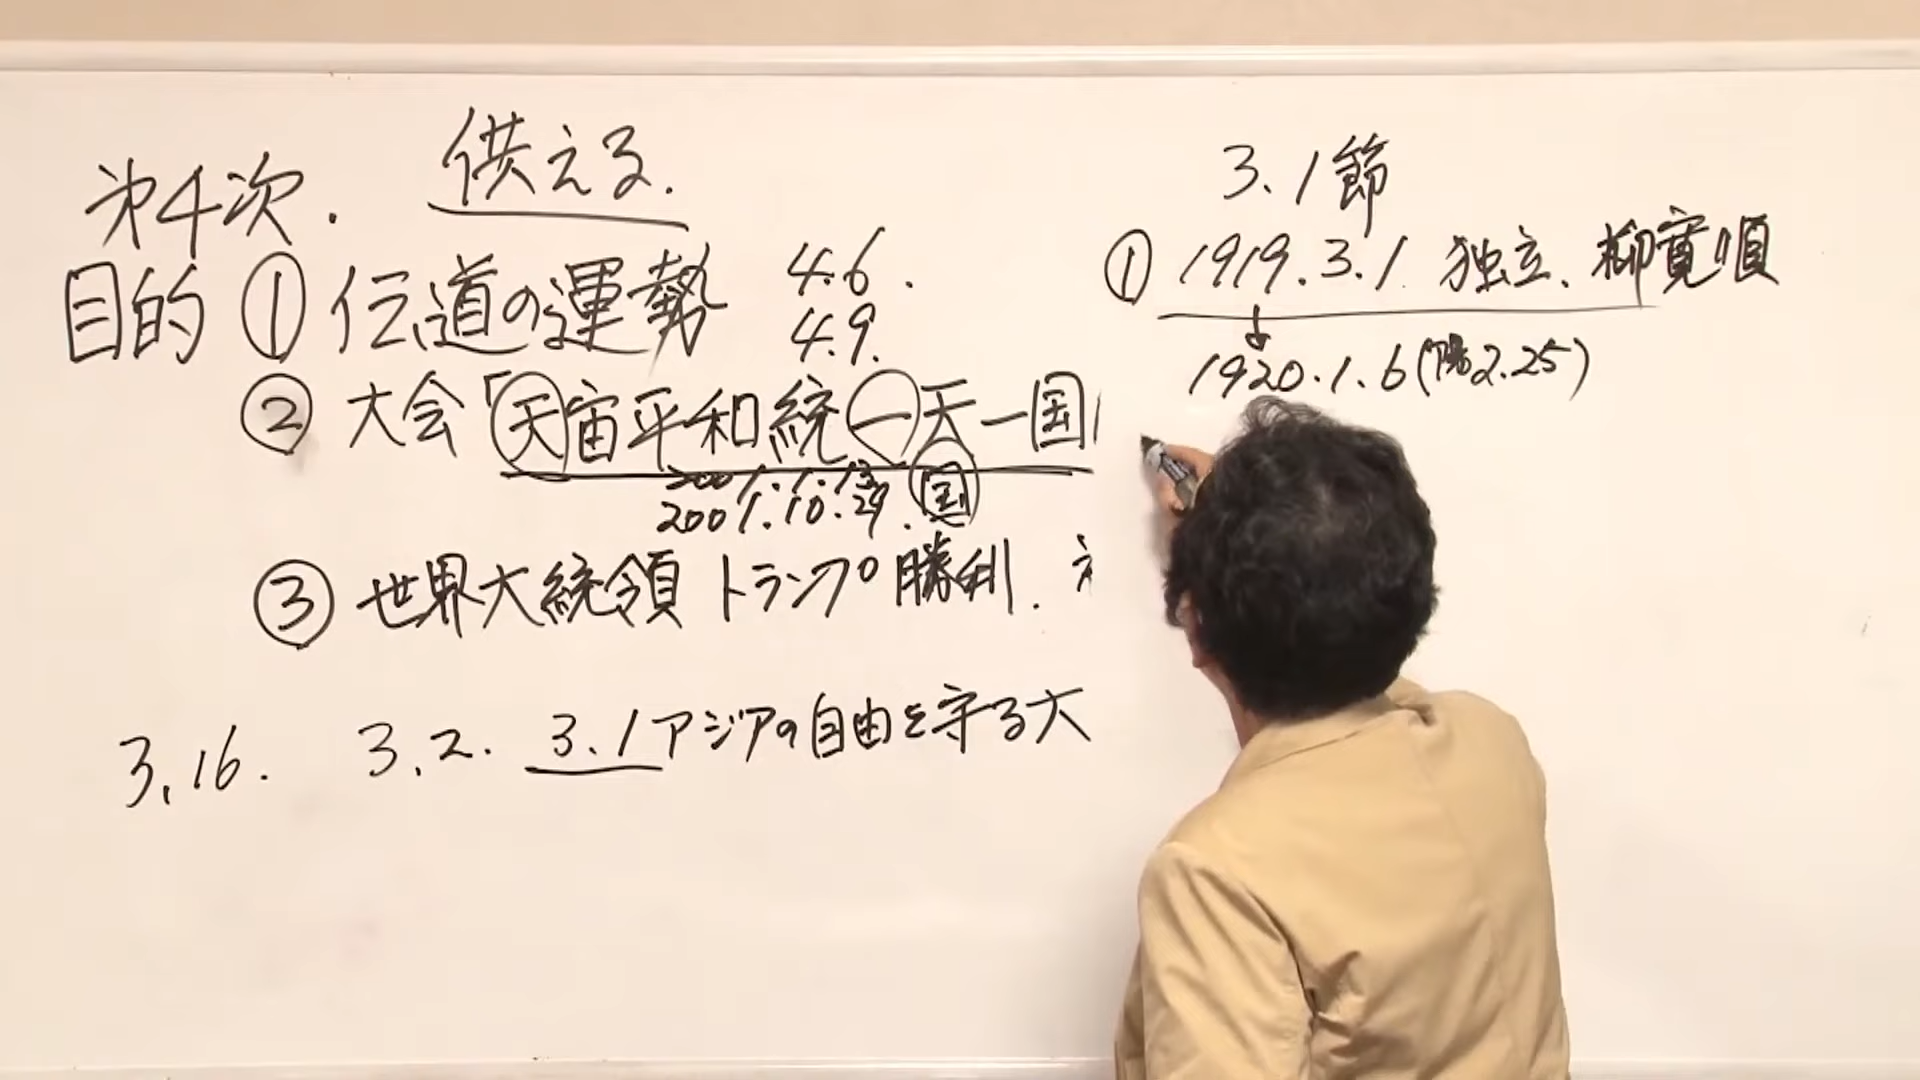 供える.
第4次.
目的 ① 伝道の運勢 4.6.
4.9.
② 大会「天宙平和統一天一国
2001.10.29. 国
③ 世界大統領 トランプ 勝利.
3.16. 3.2. 3.1 アジアの自由を守る大
3.1節
① 1919.3.1. 独立、柳寛順
1920.1.6(陽2.25)